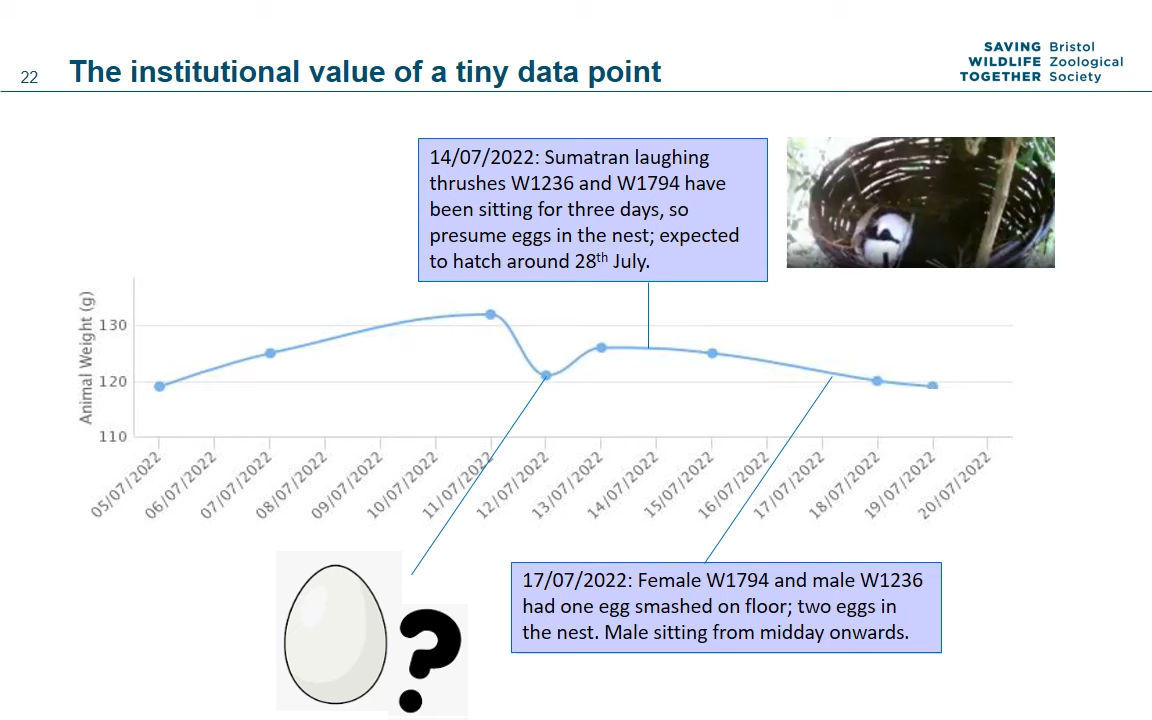 22
The institutional value of a tiny data point
SAVING Bristol
WILDLIFE Zoological
TOGETHER Society
14/07/2022: Sumatran laughing
thrushes W1236 and W1794 have
been sitting for three days, so
presume eggs in the nest; expected
to hatch around 28th July.
Animal Weight (g)
130
120
110
05/07/2022
06/07/2022
07/07/2022
08/07/2022
09/07/2022
10/07/2022
11/07/2022
12/07/2022
13/07/2022
14/07/2022
15/07/2022
16/07/2022
17/07/2022
18/07/2022
19/07/2022
20/07/2022
?
17/07/2022: Female W1794 and male W1236
had one egg smashed on floor; two eggs in
the nest. Male sitting from midday onwards.